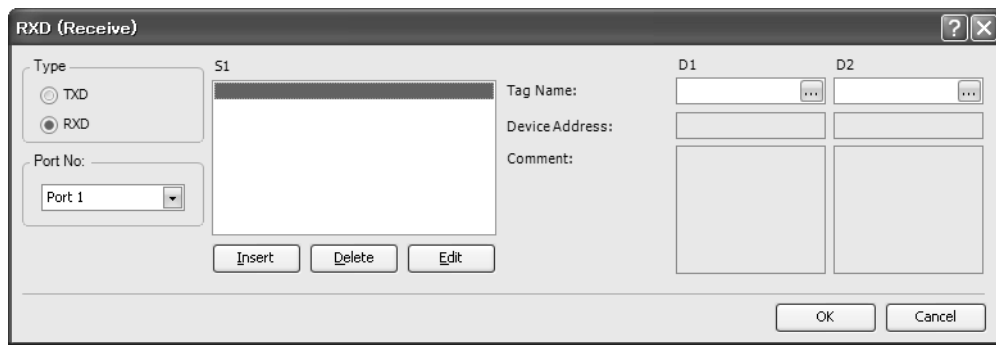 RXD (Receive)
Type
TXD
RXD
Port No:
Port 1
S1
Insert Delete Edit
D1 D2
Tag Name: ... ...
Device Address:
Comment:
OK Cancel